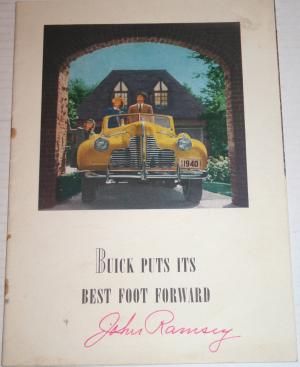 1940
BUICK PUTS ITS
BEST FOOT FORWARD
John Ramsey